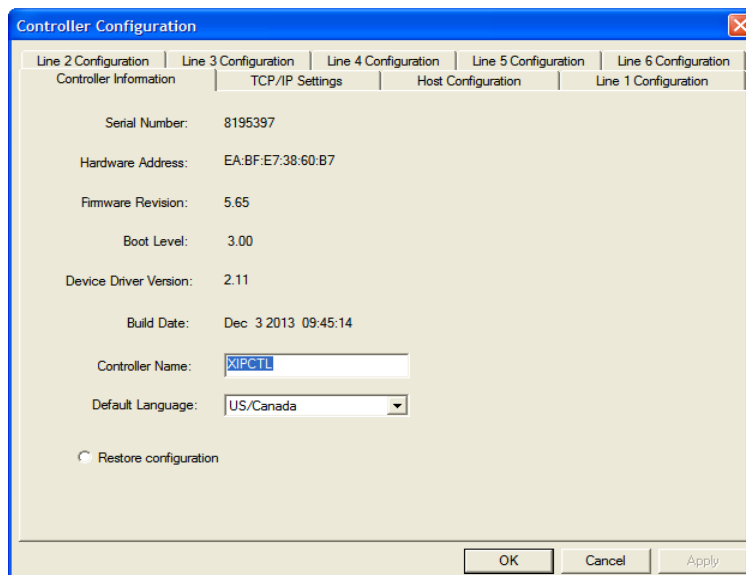 Controller Configuration
Line 2 Configuration Line 3 Configuration Line 4 Configuration Line 5 Configuration Line 6 Configuration
Controller Information TCP/IP Settings Host Configuration Line 1 Configuration
Serial Number: 8195397
Hardware Address: EA:BF:E7:38:60:B7
Firmware Revision: 5.65
Boot Level: 3.00
Device Driver Version: 2.11
Build Date: Dec 3 2013 09:45:14
Controller Name: XIPCTL
Default Language: US/Canada
Restore configuration
OK Cancel Apply